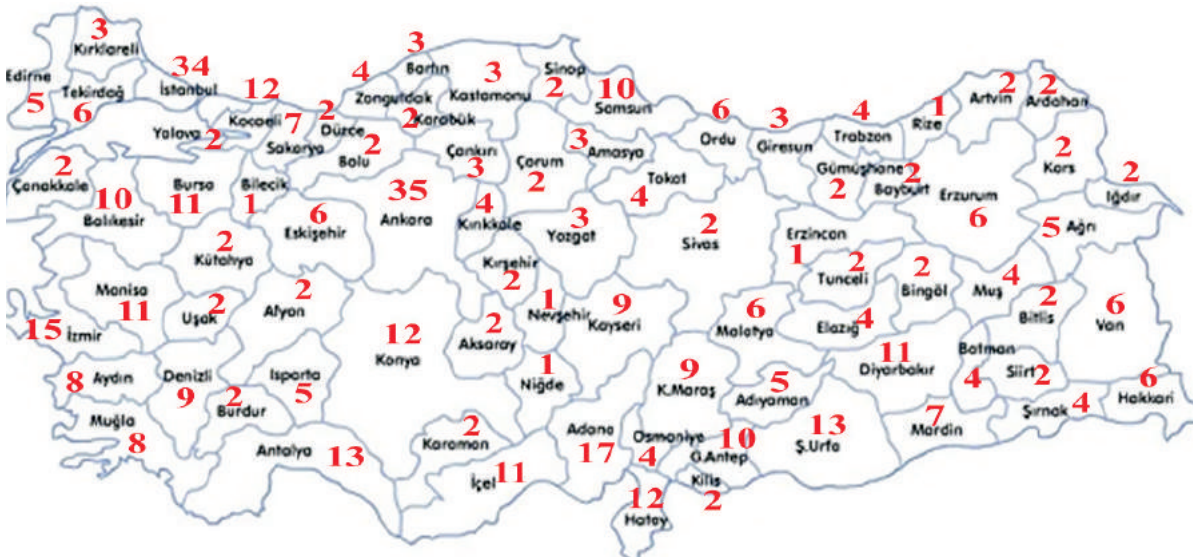 3
Kırklareli
Edirne
5
Tekirdağ
6
34
İstanbul
12
Kocaeli
7
Sakarya
Yalova
2
2
Düzce
4
Zonguldak
3
Bartın
2
Karabük
3
Kastamonu
Sinop
2
10
Samsun
6
Ordu
3
Giresun
4
Trabzon
1
Rize
Artvin
2
2
Ardahan
2
Çanakkale
10
Balıkesir
Bursa
11
Bilecik
1
2
Bolu
Çankırı
3
Çorum
2
3
Amasya
Tokat
4
Gümüşhane
2
2
Bayburt
Erzurum
6
2
Kars
2
Iğdır
6
Eskişehir
35
Ankara
4
Kırıkkale
3
Yozgat
2
Sivas
Erzincan
1
5
Ağrı
2
Kütahya
Kırşehir
2
2
Tunceli
2
Bingöl
4
Muş
2
Bitlis
6
Van
Manisa
11
2
Uşak
2
Afyon
12
Konya
2
Aksaray
1
Nevşehir
9
Kayseri
6
Malatya
Elazığ
4
15
İzmir
8
Aydın
Denizli
9
Isparta
5
2
Burdur
1
Niğde
9
K.Maraş
5
Adıyaman
11
Diyarbakır
Batman
4
Siirt
2
Şırnak
4
6
Hakkari
Muğla
8
Antalya
13
2
Karaman
İçel
11
Adana
17
Osmaniye
4
10
G.Antep
Kilis
2
13
Ş.Urfa
7
Mardin
12
Hatay